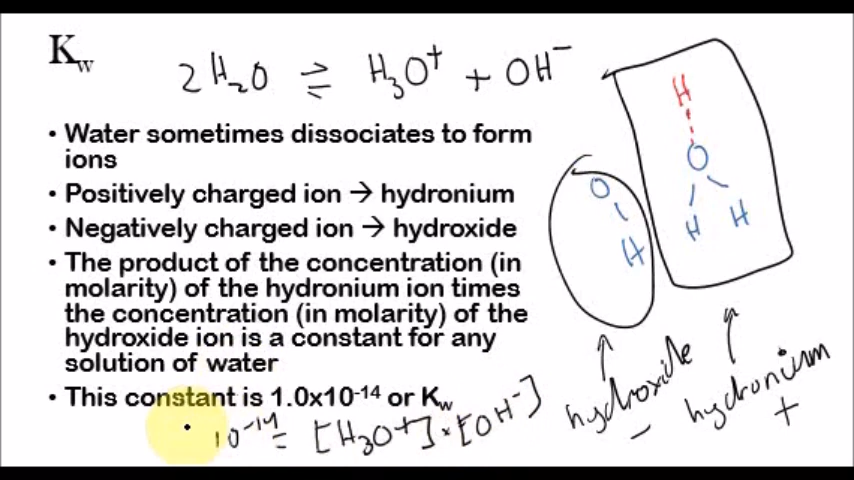 Kw
2H₂O ⇌ H₃O⁺ + OH⁻
• Water sometimes dissociates to form
ions
• Positively charged ion → hydronium
• Negatively charged ion → hydroxide
• The product of the concentration (in
molarity) of the hydronium ion times
the concentration (in molarity) of the
hydroxide ion is a constant for any
solution of water
• This constant is 1.0x10⁻¹⁴ or Kw
10⁻¹⁴ = [H₃O⁺]·[OH⁻]
H
O
H H
O
H
hydroxide
−
hydronium
+